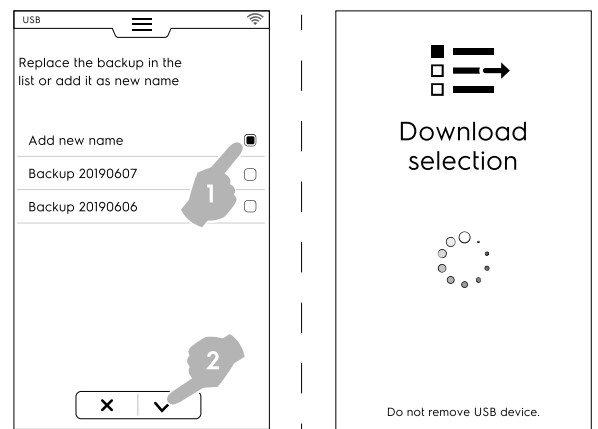 USB
Replace the backup in the
list or add it as new name
Add new name
Backup 20190607
Backup 20190606
1
2
Download
selection
Do not remove USB device.